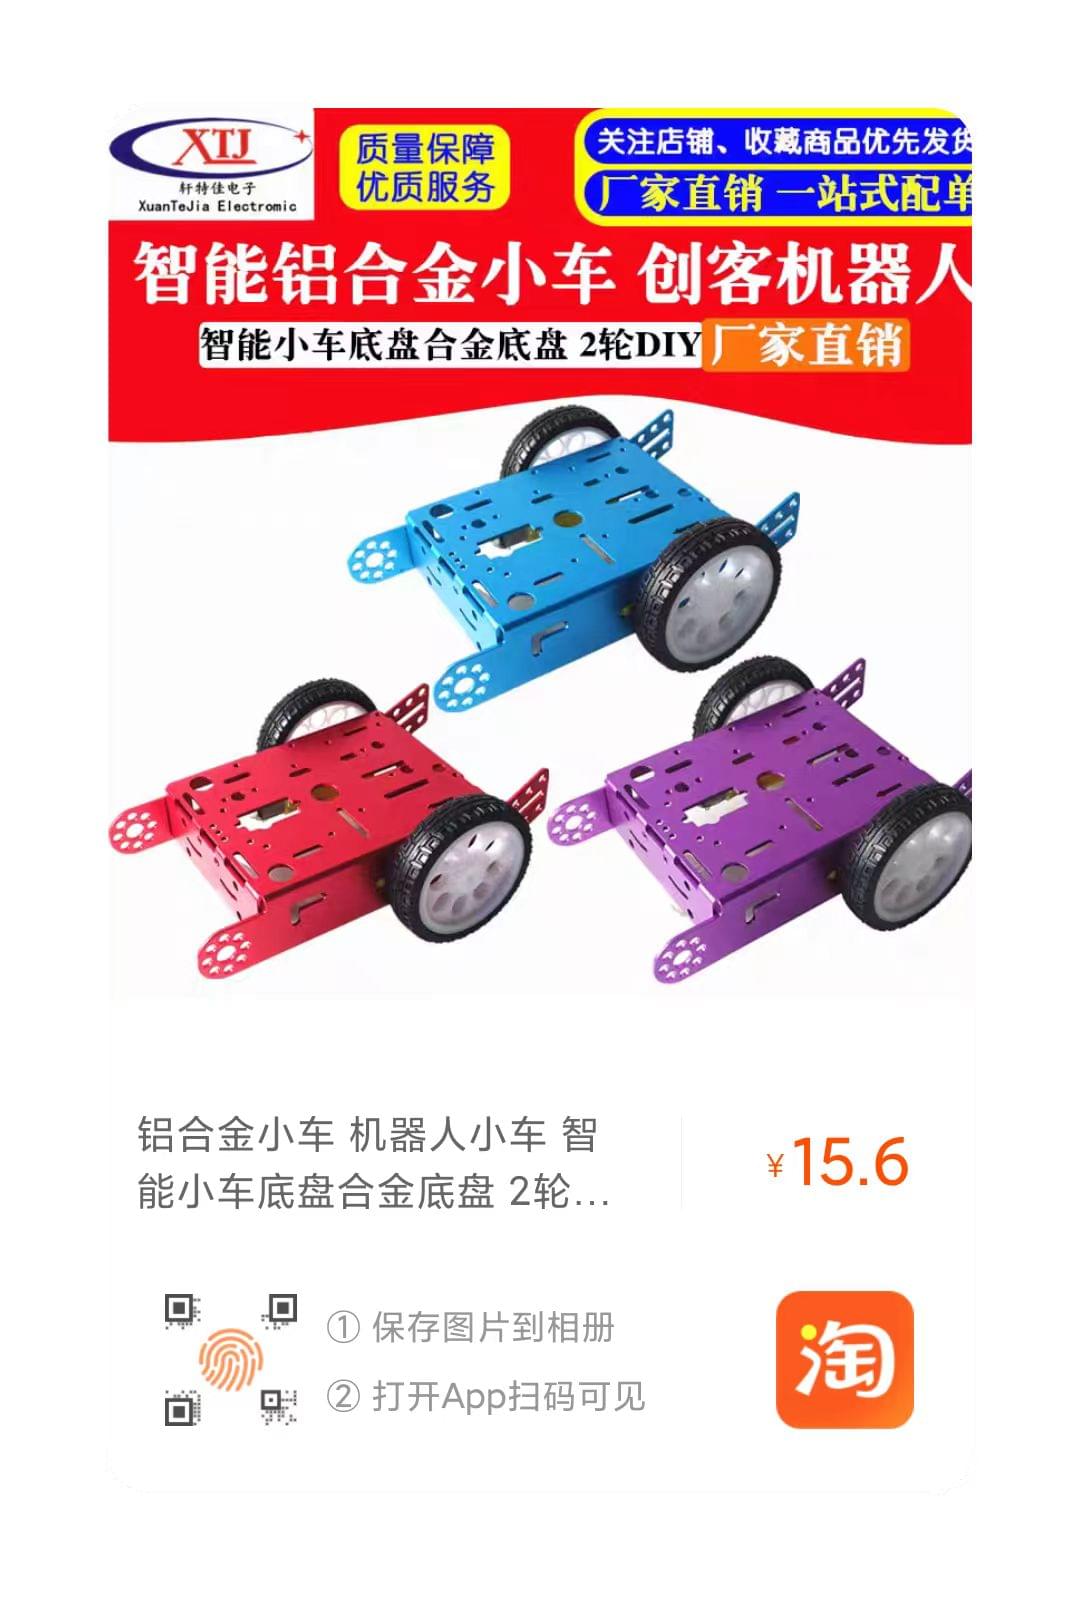 XTJ
轩特佳电子
XuanTeJia Electromic
质量保障
优质服务
关注店铺、收藏商品优先发货
厂家直销 一站式配单
智能铝合金小车 创客机器人
智能小车底盘合金底盘 2轮DIY
厂家直销
铝合金小车 机器人小车 智
能小车底盘合金底盘 2轮...
¥15.6
① 保存图片到相册
② 打开App扫码可见
淘